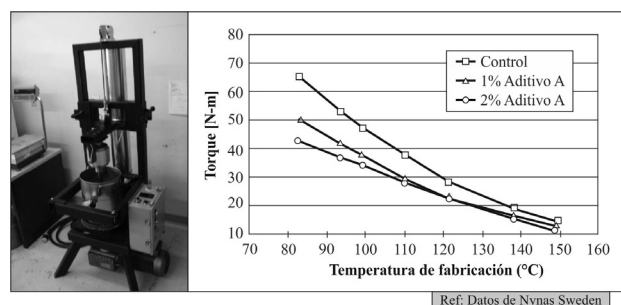 80
70
60
50
40
30
20
10
Torque [N-m]
Control
1% Aditivo A
2% Aditivo A
70 80 90 100 110 120 130 140 150 160
Temperatura de fabricación (°C)
Ref: Datos de Nynas Sweden